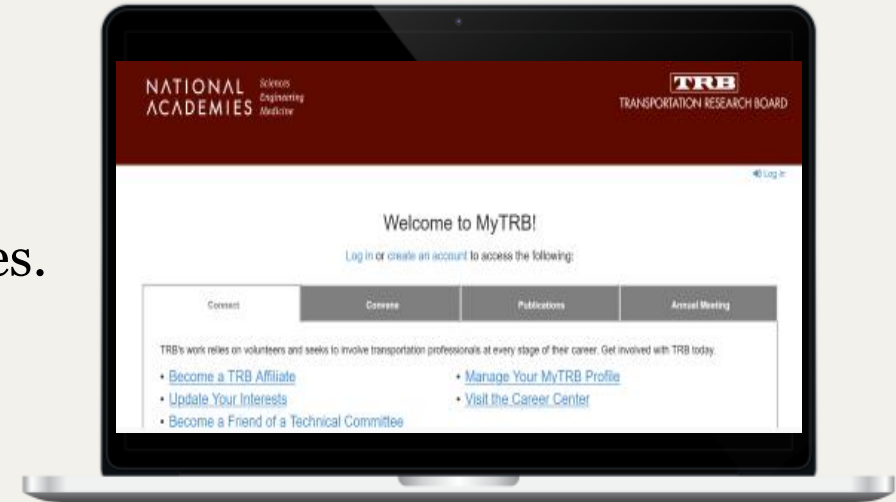 NATIONAL Sciences
Engineering
ACADEMIES Medicine
TRB
TRANSPORTATION RESEARCH BOARD
Log in
es.
Welcome to MyTRB!
Log in or create an account to access the following:
Connect Convene Publications Annual Meeting
TRB's work relies on volunteers and seeks to involve transportation professionals at every stage of their career. Get involved with TRB today.
• Become a TRB Affiliate
• Update Your Interests
• Become a Friend of a Technical Committee
• Manage Your MyTRB Profile
• Visit the Career Center